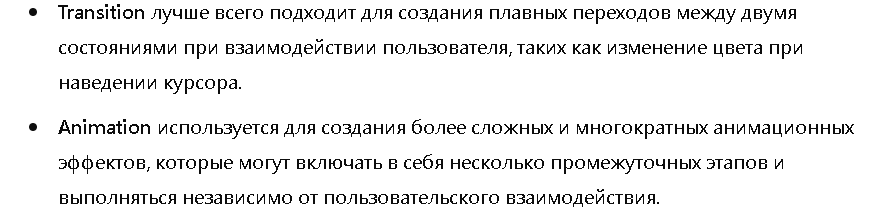 • Transition лучше всего подходит для создания плавных переходов между двумя
состояниями при взаимодействии пользователя, таких как изменение цвета при
наведении курсора.
• Animation используется для создания более сложных и многократных анимационных
эффектов, которые могут включать в себя несколько промежуточных этапов и
выполняться независимо от пользовательского взаимодействия.